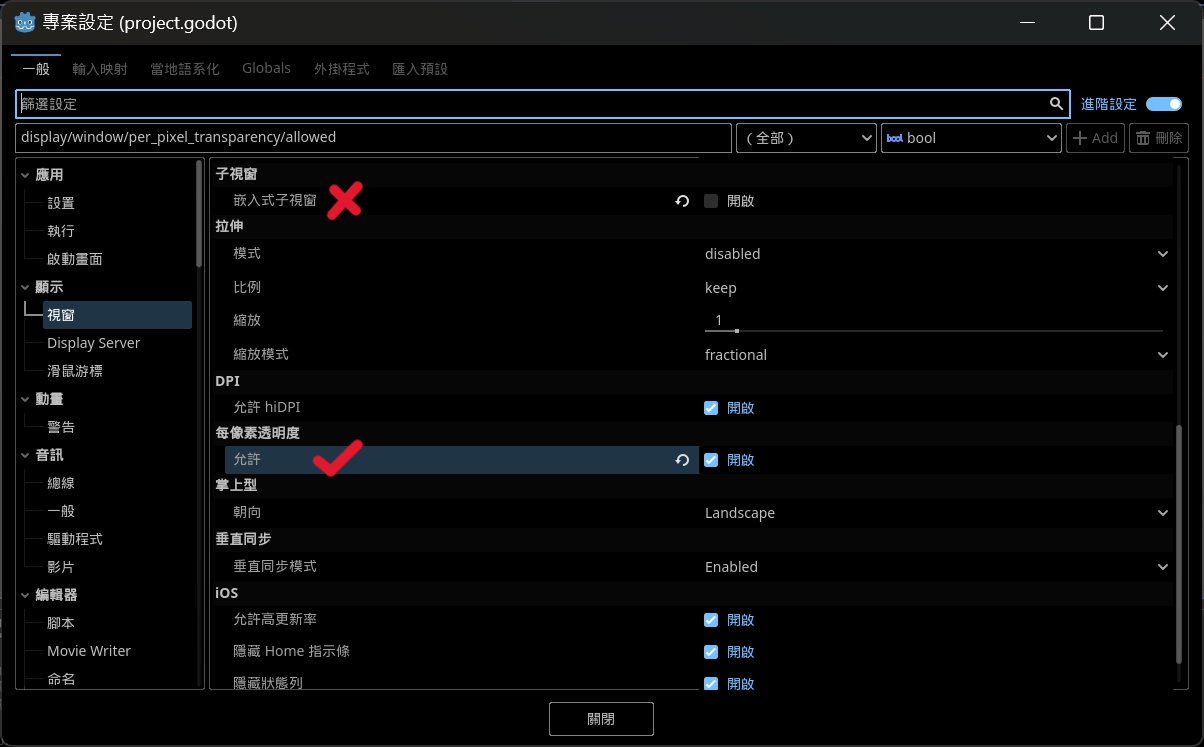 專案設定 (project.godot)
一般 輸入映射 當地語系化 Globals 外掛程式 匯入預設
篩選設定 進階設定
display/window/per_pixel_transparency/allowed （全部） bool bool Add 刪除
應用
設置
執行
啟動畫面
顯示
視窗
Display Server
滑鼠游標
動畫
警告
音訊
總線
一般
驅動程式
影片
編輯器
腳本
Movie Writer
命名
子視窗
嵌入式子視窗 開啟
拉伸
模式 disabled
比例 keep
縮放 1
縮放模式 fractional
DPI
允許 hiDPI 開啟
每像素透明度
允許 開啟
掌上型
朝向 Landscape
垂直同步
垂直同步模式 Enabled
iOS
允許高更新率 開啟
隱藏 Home 指示條 開啟
隱藏狀態列 開啟
關閉